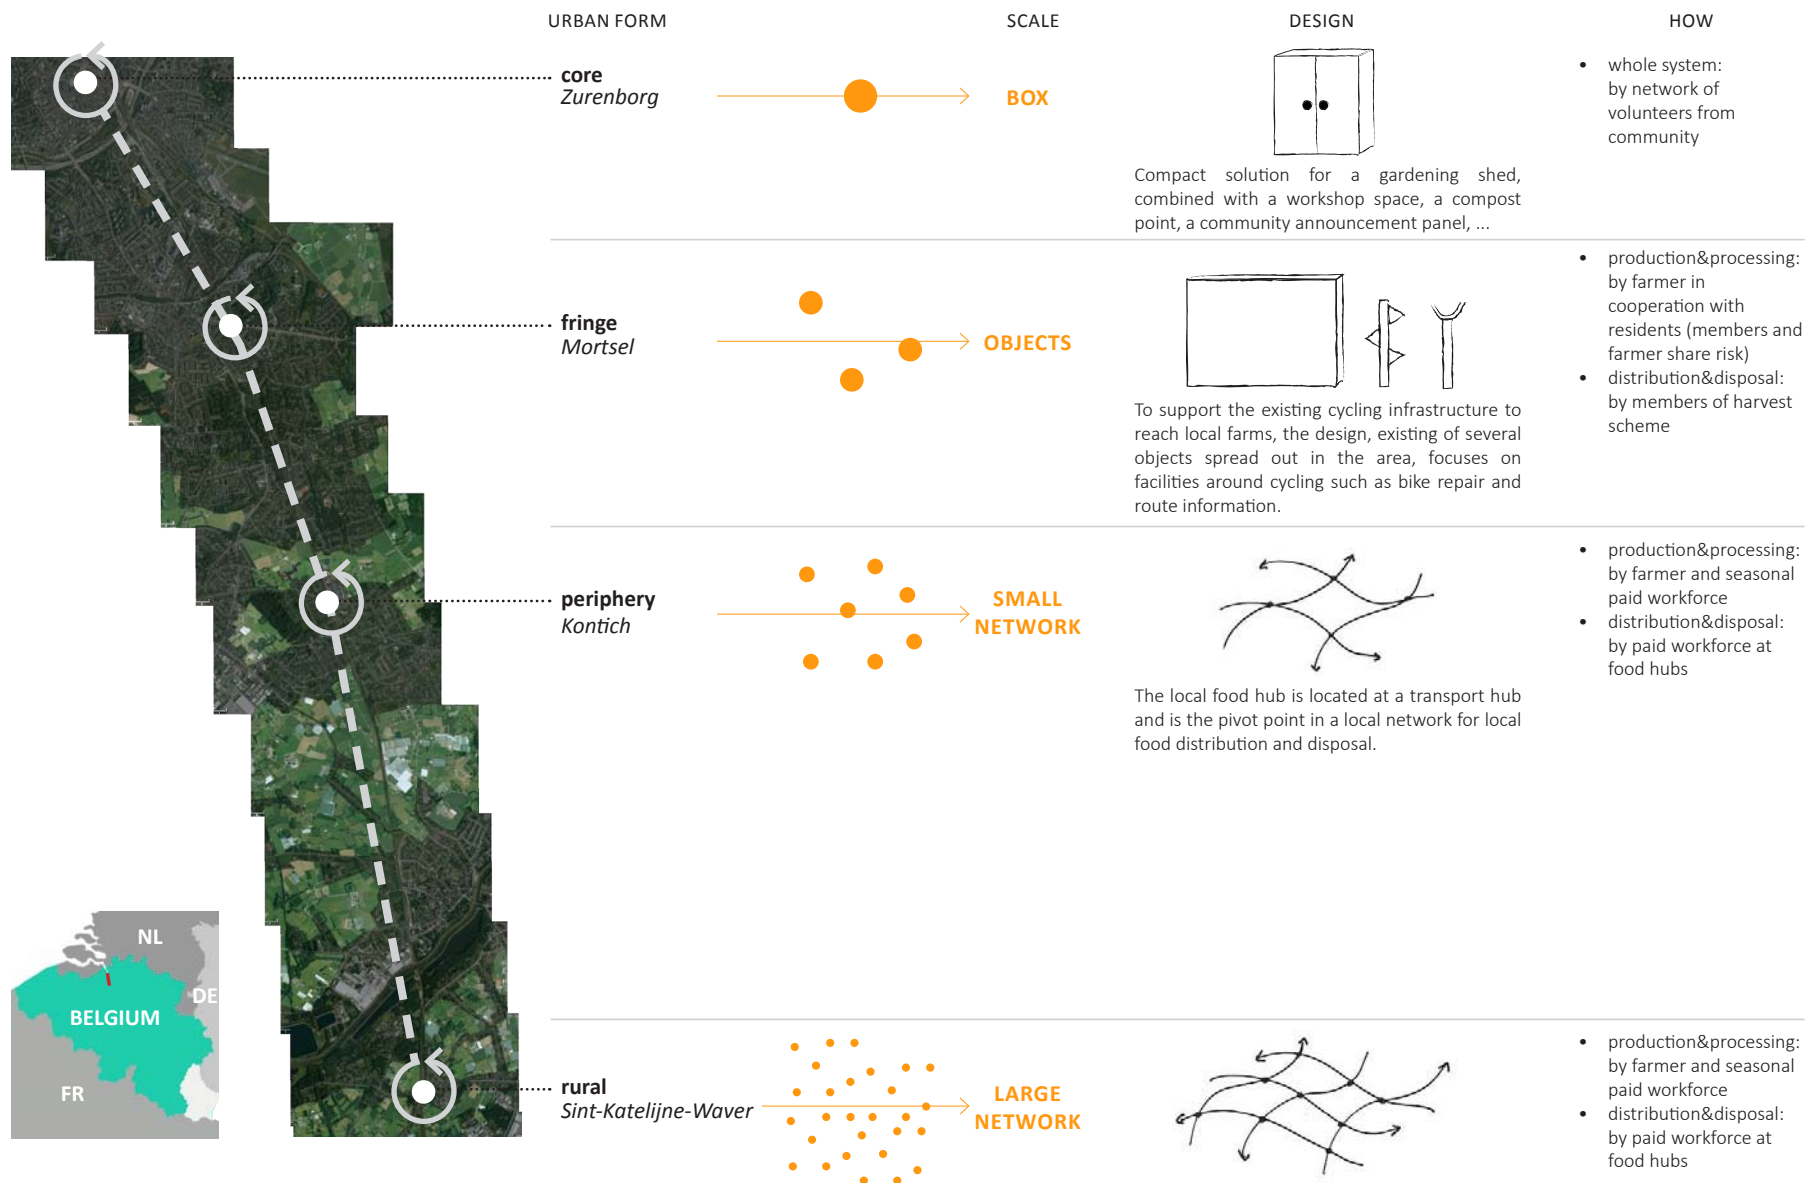 URBAN FORM
SCALE
DESIGN
HOW
core
Zurenborg
BOX
Compact solution for a gardening shed,
combined with a workshop space, a compost
point, a community announcement panel, ...
• whole system:
by network of
volunteers from
community
fringe
Mortsel
OBJECTS
To support the existing cycling infrastructure to
reach local farms, the design, existing of several
objects spread out in the area, focuses on
facilities around cycling such as bike repair and
route information.
• production&processing:
by farmer in
cooperation with
residents (members and
farmer share risk)
• distribution&disposal:
by members of harvest
scheme
periphery
Kontich
SMALL
NETWORK
The local food hub is located at a transport hub
and is the pivot point in a local network for local
food distribution and disposal.
• production&processing:
by farmer and seasonal
paid workforce
• distribution&disposal:
by paid workforce at
food hubs
rural
Sint-Katelijne-Waver
LARGE
NETWORK
• production&processing:
by farmer and seasonal
paid workforce
• distribution&disposal:
by paid workforce at
food hubs
NL
DE
BELGIUM
FR